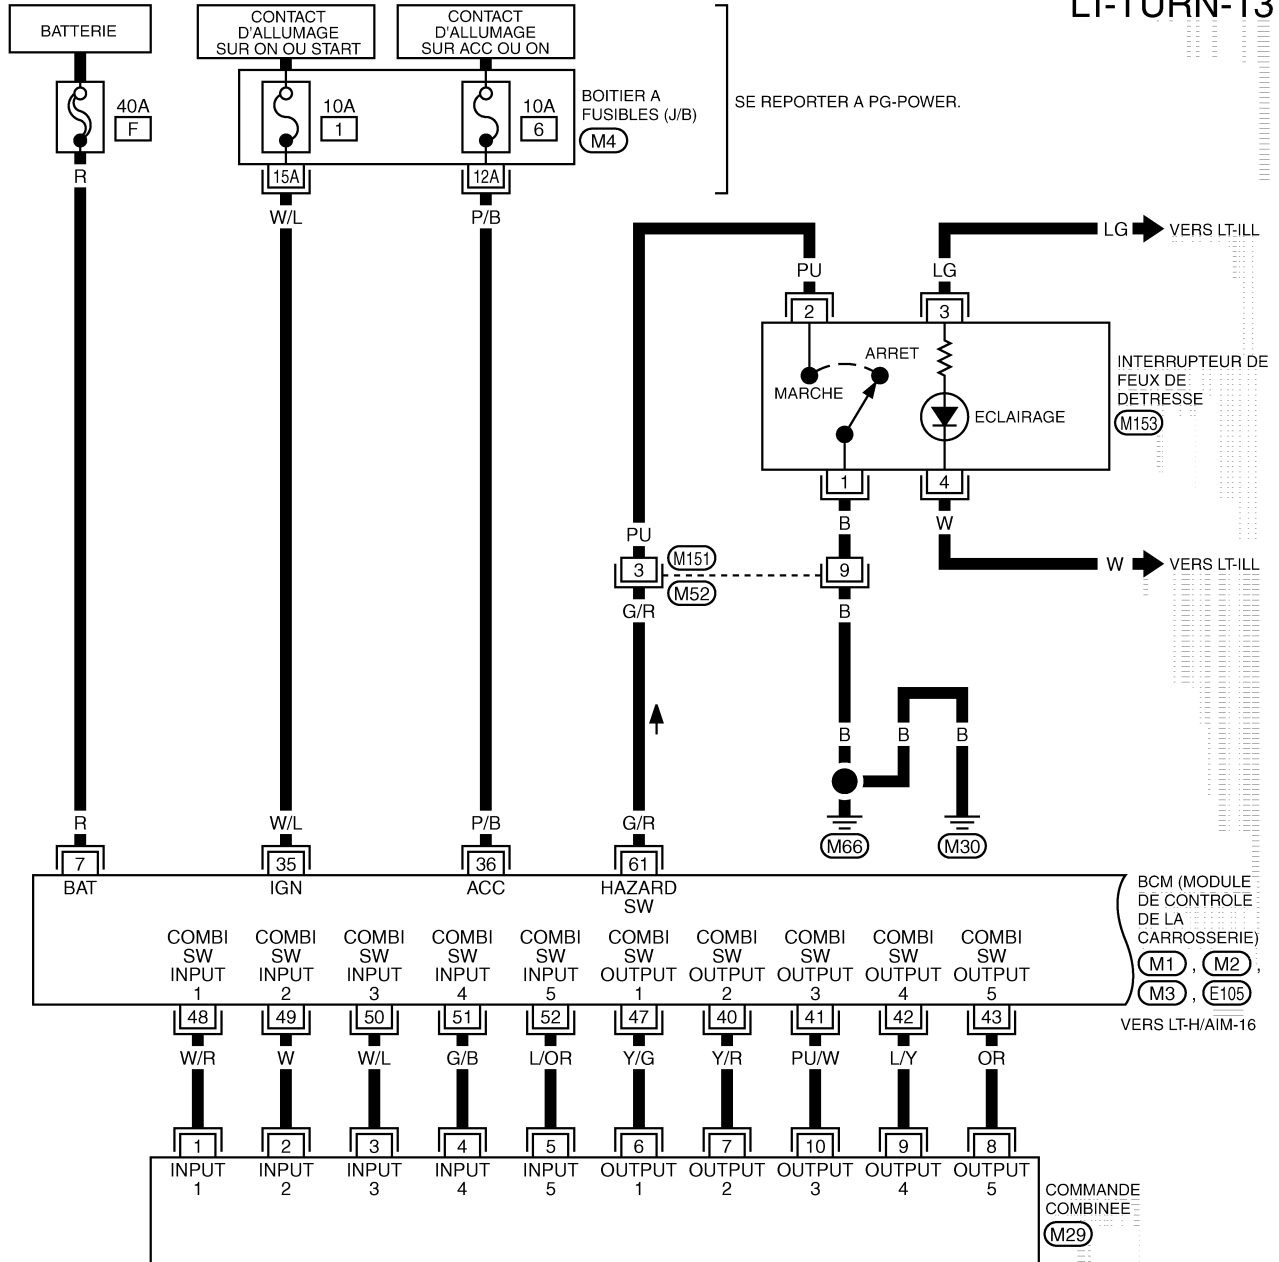 LT-TURN-13
BATTERIE
CONTACT
D'ALLUMAGE
SUR ON OU START
CONTACT
D'ALLUMAGE
SUR ACC OU ON
40A
F
10A
1
10A
6
BOITIER A
FUSIBLES (J/B)
M4
SE REPORTER A PG-POWER.
R
15A
12A
W/L
P/B
LG
VERS LT-ILL
PU
LG
2
3
ARRET
MARCHE
ECLAIRAGE
INTERRUPTEUR DE
FEUX DE
DETRESSE
M153
1
4
B
W
PU
3
M151
M52
9
W
VERS LT-ILL
G/R
B
B
B
B
R
W/L
P/B
G/R
M66
M30
7
35
36
61
BAT
IGN
ACC
HAZARD
SW
BCM (MODULE
DE CONTROLE
DE LA
CARROSSERIE)
M1 , M2 ,
M3 , E105
VERS LT-H/AIM-16
COMBI
SW
INPUT
1
COMBI
SW
INPUT
2
COMBI
SW
INPUT
3
COMBI
SW
INPUT
4
COMBI
SW
INPUT
5
COMBI
SW
OUTPUT
1
COMBI
SW
OUTPUT
2
COMBI
SW
OUTPUT
3
COMBI
SW
OUTPUT
4
COMBI
SW
OUTPUT
5
48
49
50
51
52
47
40
41
42
43
W/R
W
W/L
G/B
L/OR
Y/G
Y/R
PU/W
L/Y
OR
1
2
3
4
5
6
7
10
9
8
INPUT
1
INPUT
2
INPUT
3
INPUT
4
INPUT
5
OUTPUT
1
OUTPUT
2
OUTPUT
3
OUTPUT
4
OUTPUT
5
COMMANDE
COMBINEE
M29